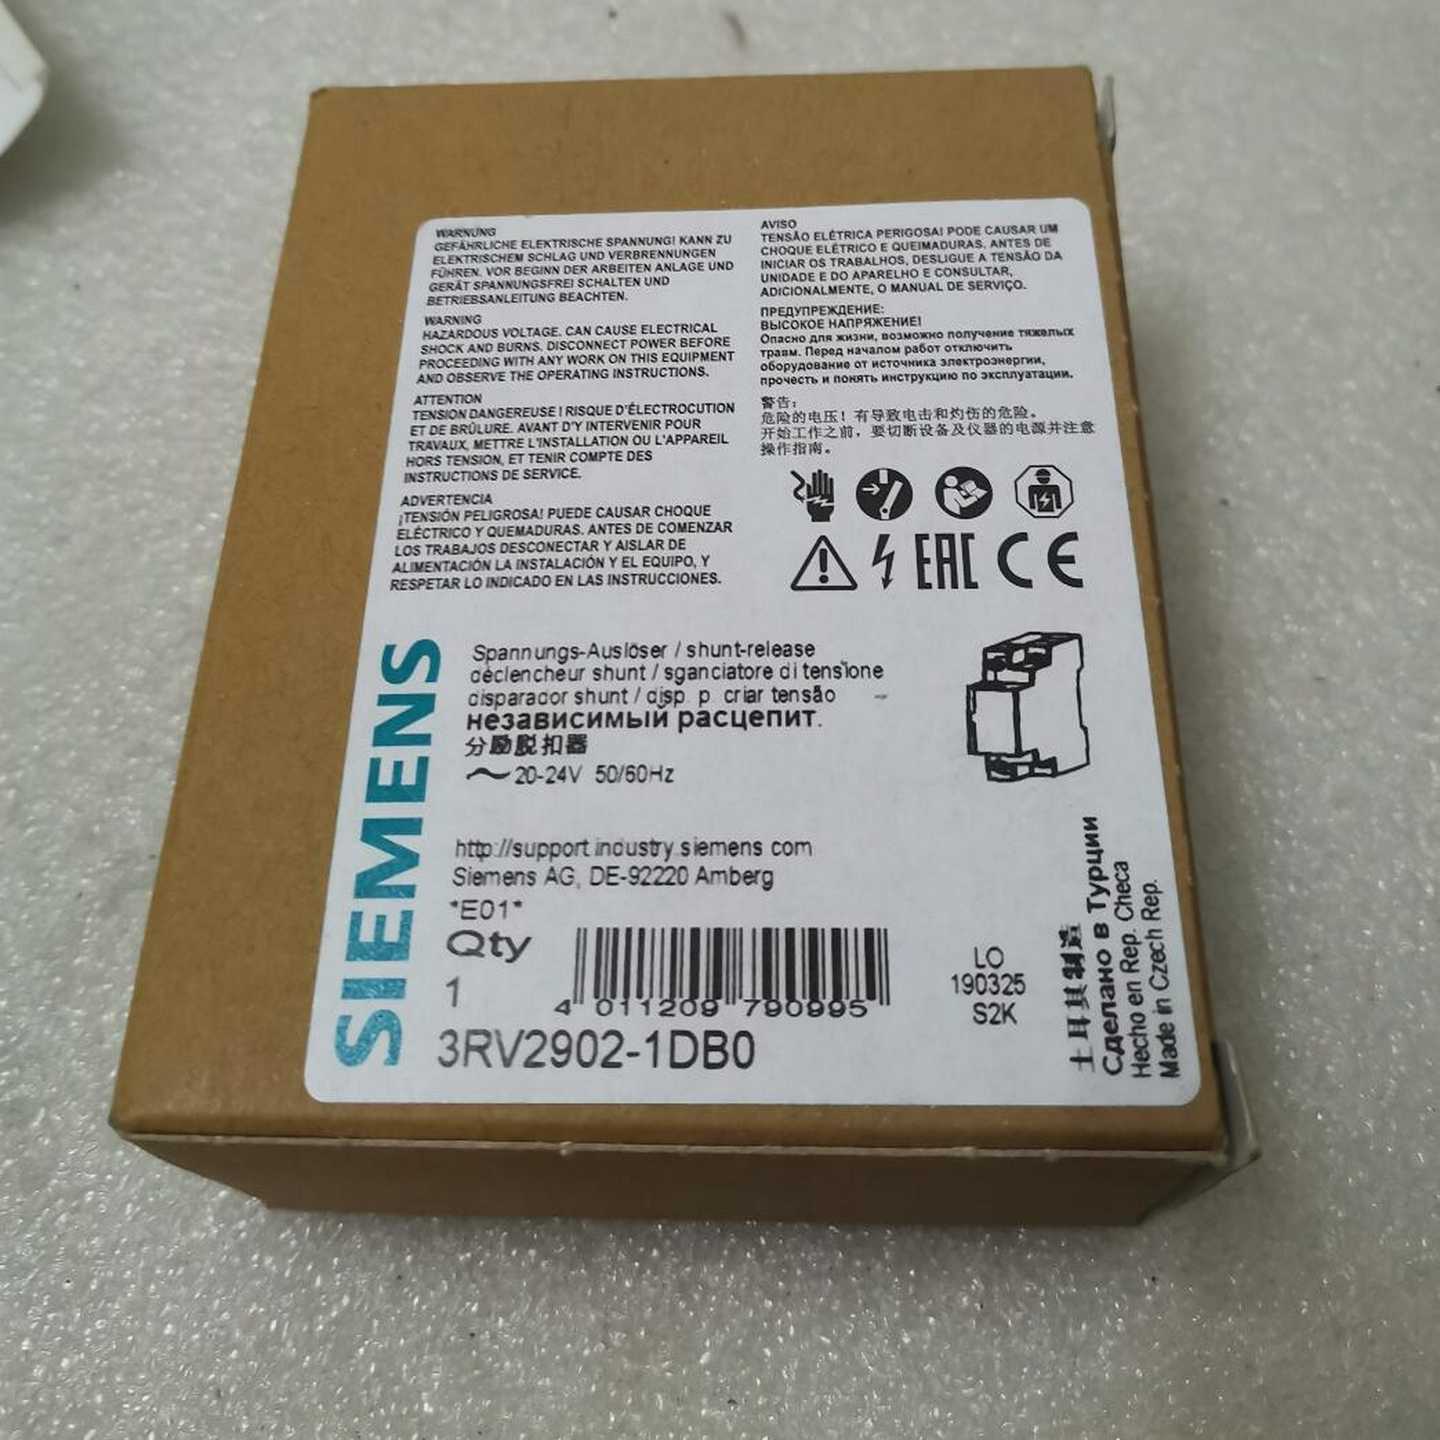 WARNUNG
GEFÄHRLICHE ELEKTRISCHE SPANNUNG! KANN ZU
ELEKTRISCHEM SCHLAG UND VERBRENNUNGEN
FÜHREN. VOR BEGINN DER ARBEITEN ANLAGE UND
GERÄT SPANNUNGSFREI SCHALTEN UND
BETRIEBSANLEITUNG BEACHTEN.
WARNING
HAZARDOUS VOLTAGE. CAN CAUSE ELECTRICAL
SHOCK AND BURNS. DISCONNECT POWER BEFORE
PROCEEDING WITH ANY WORK ON THIS EQUIPMENT
AND OBSERVE THE OPERATING INSTRUCTIONS.
ATTENTION
TENSION DANGEREUSE ! RISQUE D'ÉLECTROCUTION
ET DE BRÛLURE. AVANT D'Y INTERVENIR POUR
TRAVAUX, METTRE L'INSTALLATION OU L'APPAREIL
HORS TENSION, ET TENIR COMPTE DES
INSTRUCTIONS DE SERVICE.
ADVERTENCIA
¡TENSIÓN PELIGROSA! PUEDE CAUSAR CHOQUE
ELÉCTRICO Y QUEMADURAS. ANTES DE COMENZAR
LOS TRABAJOS DESCONECTAR Y AISLAR DE
ALIMENTACIÓN LA INSTALACIÓN Y EL EQUIPO, Y
RESPETAR LO INDICADO EN LAS INSTRUCCIONES.
AVISO
TENSÃO ELÉTRICA PERIGOSA! PODE CAUSAR UM
CHOQUE ELÉTRICO E QUEIMADURAS. ANTES DE
INICIAR OS TRABALHOS, DESLIGUE A TENSÃO DA
UNIDADE E DO APARELHO E CONSULTAR,
ADICIONALMENTE, O MANUAL DE SERVIÇO.
ПРЕДУПРЕЖДЕНИЕ:
ВЫСОКОЕ НАПРЯЖЕНИЕ!
Опасно для жизни, возможно получение тяжелых
травм. Перед началом работ отключить
оборудование от источника электроэнергии,
прочесть и понять инструкцию по эксплуатации.
警告：
危险的电压！有导致电击和灼伤的危险。
开始工作之前，要切断设备及仪器的电源并注意
操作指南。
EAC CE
SIEMENS
Spannungs-Auslöser / shunt-release
déclencheur shunt / sganciatore di tensione
disparador shunt / disp. p. criar tensão
независимый расцепит.
分励脱扣器
~ 20-24V 50/60Hz
http://support.industry.siemens.com
Siemens AG, DE-92220 Amberg
*E01*
Qty
1
4 011209 790995
3RV2902-1DB0
LO
190325
S2K
土耳其制造
Сделано в Турции
Hecho en Rep. Checa
Made in Czech Rep.